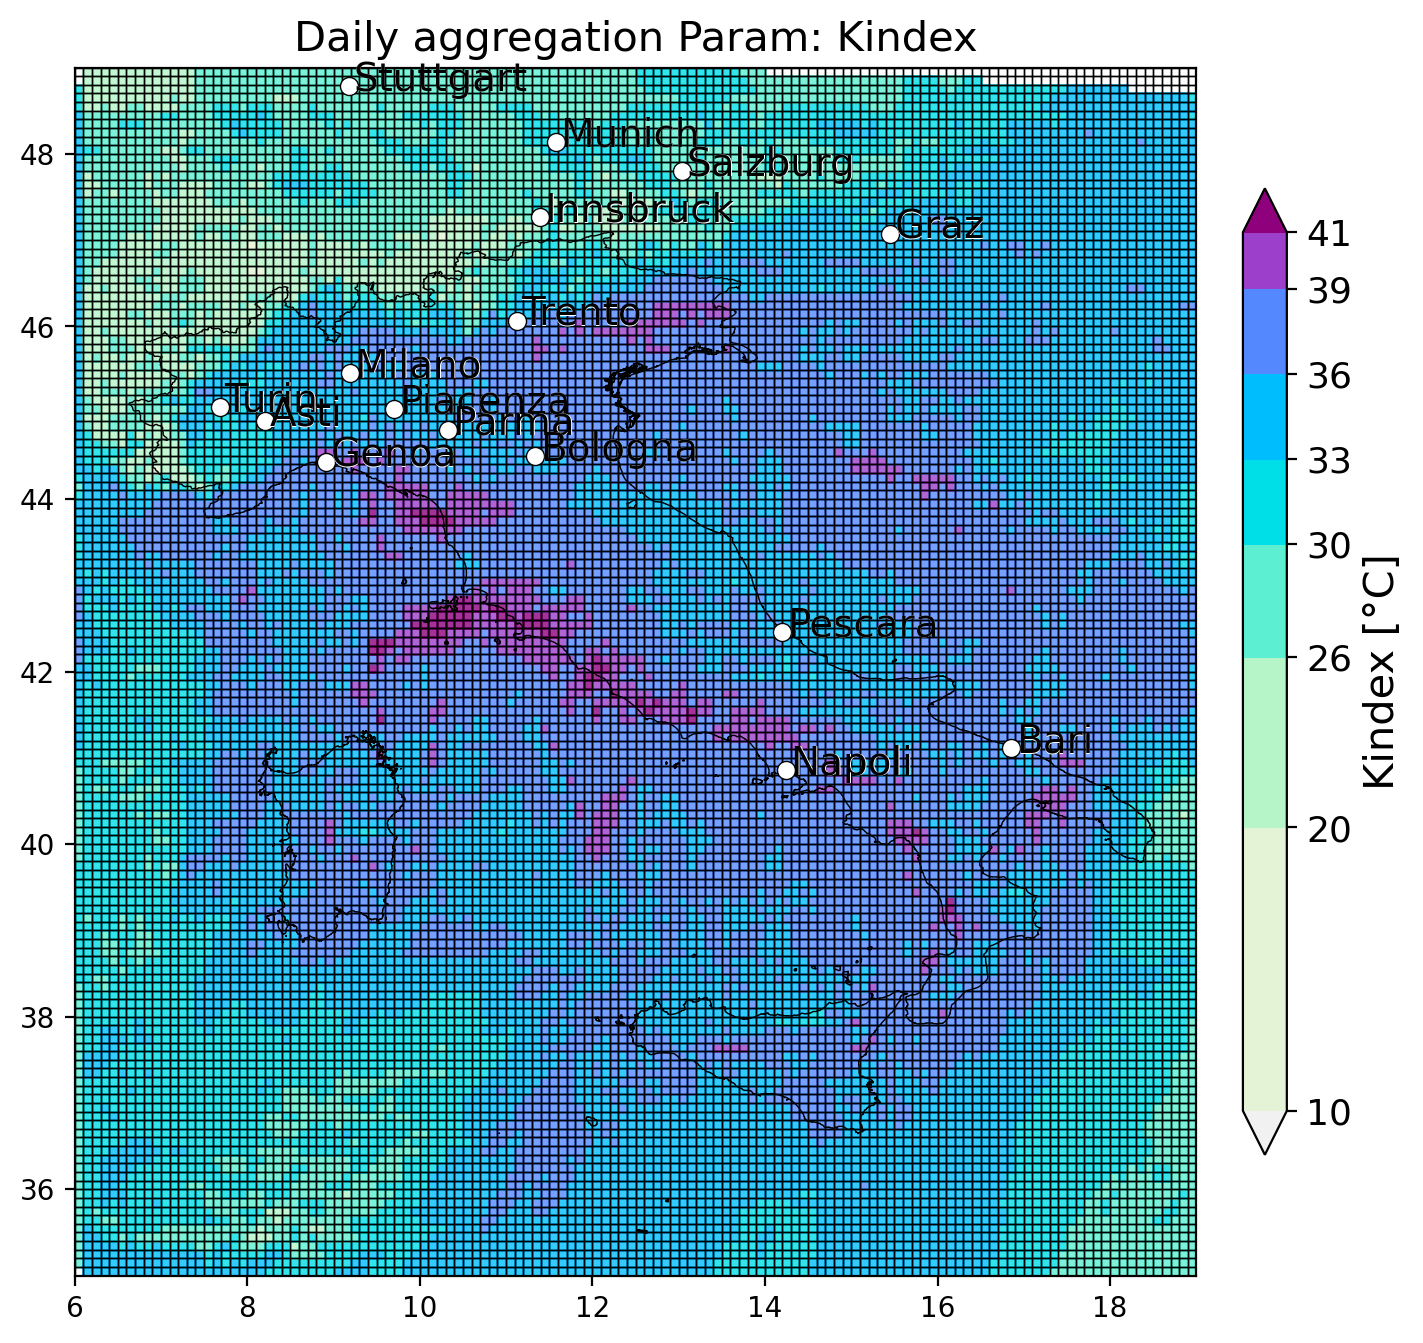 Daily aggregation Param: Kindex
Stuttgart
Munich
Salzburg
Innsbruck
Graz
Trento
Milano
Turin
Asti
Piacenza
Parma
Bologna
Genoa
Pescara
Bari
Napoli
48
46
44
42
40
38
36
6 8 10 12 14 16 18
41
39
36
33
30
26
20
10
Kindex [°C]